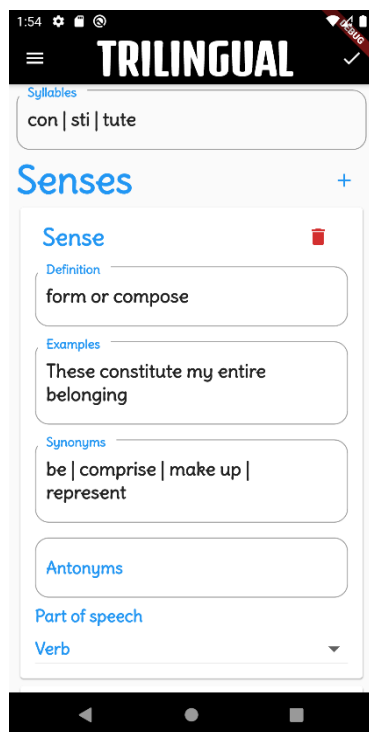 1:54
DEBUG
TRILINGUAL
Syllables
con | sti | tute
Senses
Sense
Definition
form or compose
Examples
These constitute my entire
belonging
Synonyms
be | comprise | make up |
represent
Antonyms
Part of speech
Verb